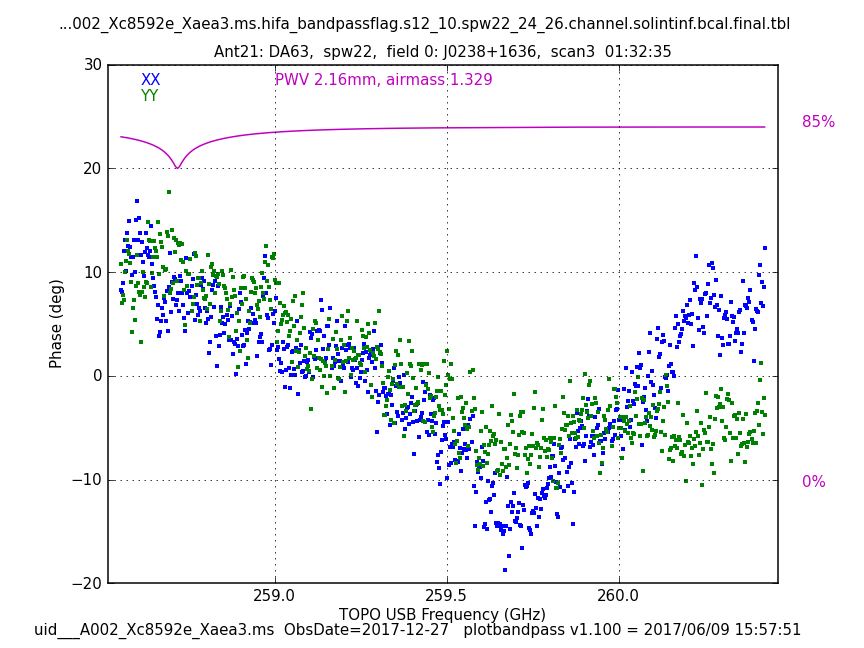 ...002_Xc8592e_Xaea3.ms.hifa_bandpassflag.s12_10.spw22_24_26.channel.solintinf.bcal.final.tbl
Ant21: DA63,  spw22,  field 0: J0238+1636,  scan3  01:32:35
30
XX
PWV 2.16mm, airmass 1.329
YY
85%
20
10
Phase (deg)
0
−10
0%
−20
259.0
259.5
260.0
TOPO USB Frequency (GHz)
uid___A002_Xc8592e_Xaea3.ms  ObsDate=2017-12-27   plotbandpass v1.100 = 2017/06/09 15:57:51